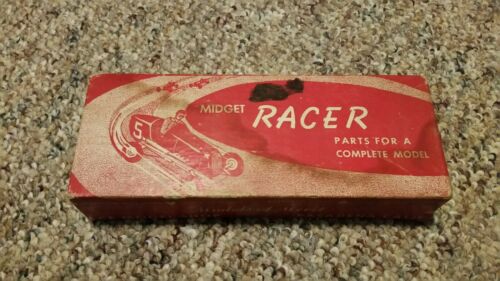 MIDGET RACER
PARTS FOR A
COMPLETE MODEL
5